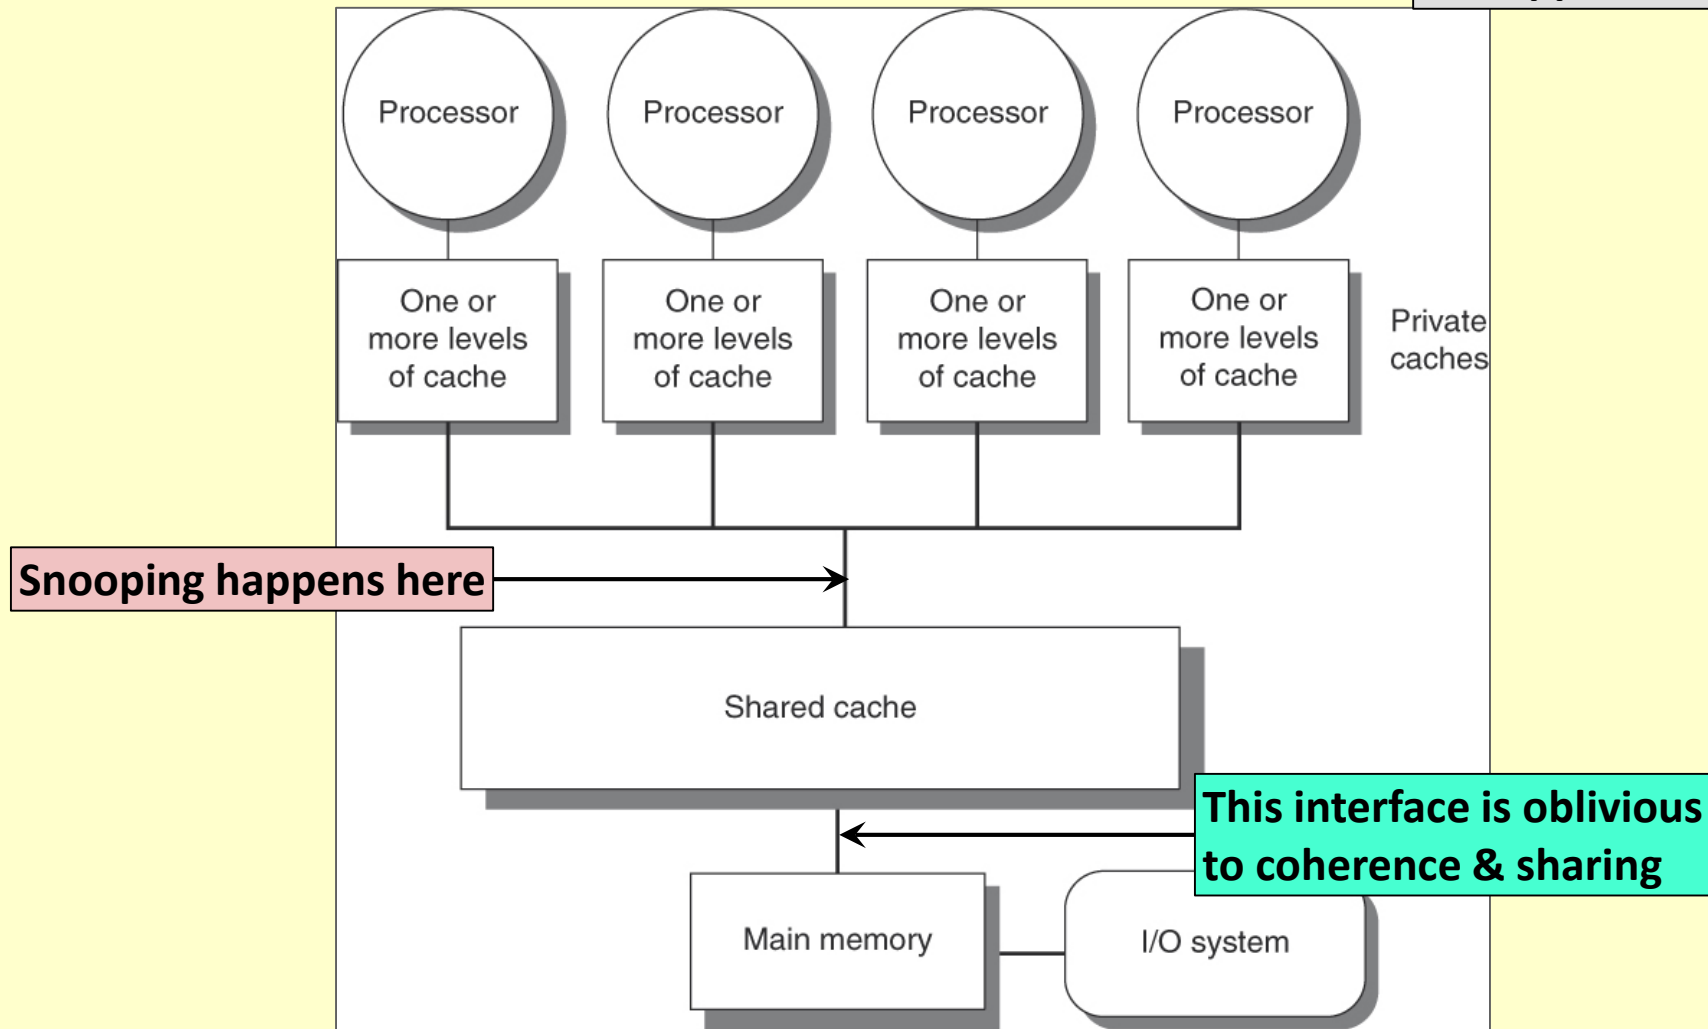 Processor
Processor
Processor
Processor
One or
more levels
of cache
One or
more levels
of cache
One or
more levels
of cache
One or
more levels
of cache
Private
caches
Snooping happens here
Shared cache
This interface is oblivious
to coherence & sharing
Main memory
I/O system